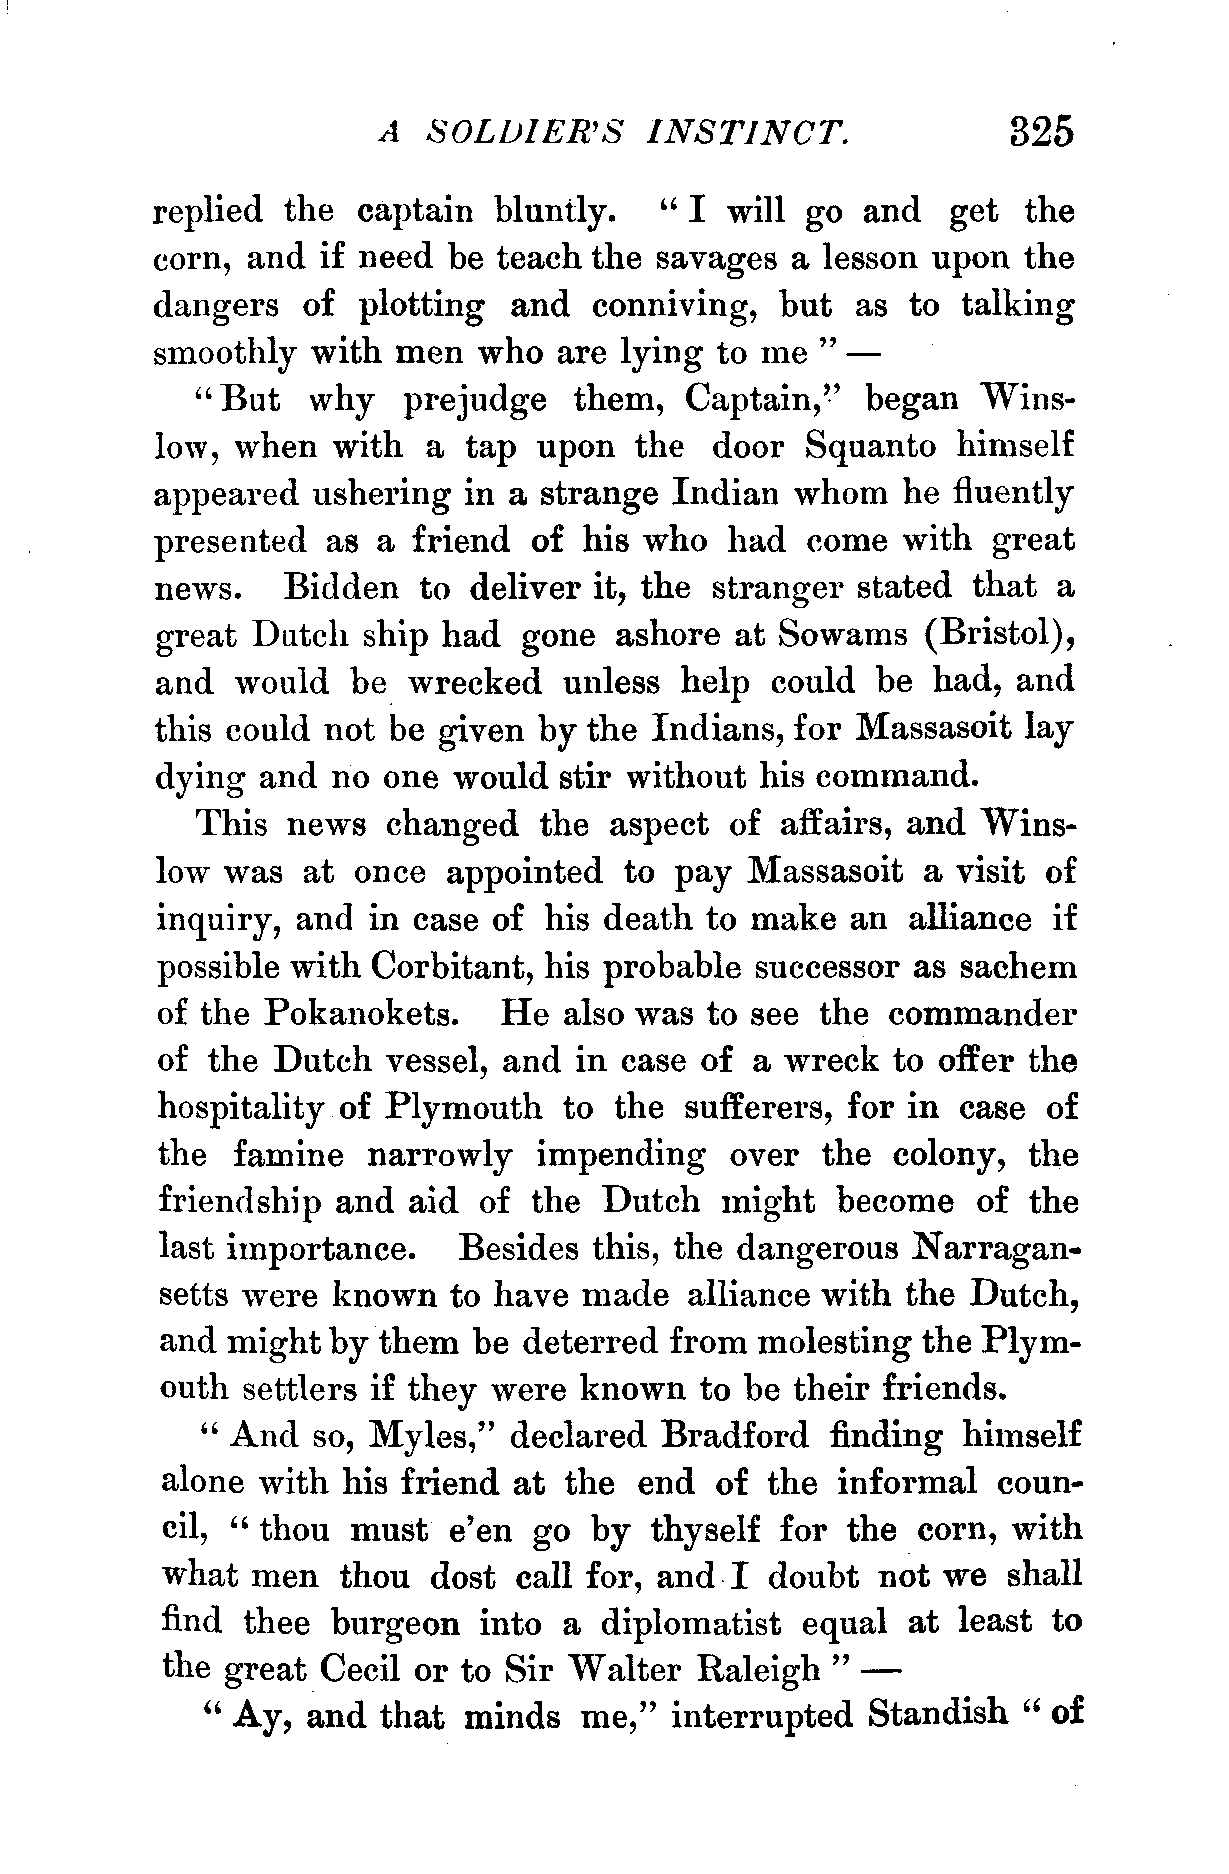 A SOLDIER'S INSTINCT. 325
replied the captain bluntly. “ I will go and get the
corn, and if need be teach the savages a lesson upon the
dangers of plotting and conniving, but as to talking
smoothly with men who are lying to me ” —
“ But why prejudge them, Captain,” began Wins-
low, when with a tap upon the door Squanto himself
appeared ushering in a strange Indian whom he fluently
presented as a friend of his who had come with great
news. Bidden to deliver it, the stranger stated that a
great Dutch ship had gone ashore at Sowams (Bristol),
and would be wrecked unless help could be had, and
this could not be given by the Indians, for Massasoit lay
dying and no one would stir without his command.
This news changed the aspect of affairs, and Wins-
low was at once appointed to pay Massasoit a visit of
inquiry, and in case of his death to make an alliance if
possible with Corbitant, his probable successor as sachem
of the Pokanokets. He also was to see the commander
of the Dutch vessel, and in case of a wreck to offer the
hospitality of Plymouth to the sufferers, for in case of
the famine narrowly impending over the colony, the
friendship and aid of the Dutch might become of the
last importance. Besides this, the dangerous Narragan-
setts were known to have made alliance with the Dutch,
and might by them be deterred from molesting the Plym-
outh settlers if they were known to be their friends.
“ And so, Myles,” declared Bradford finding himself
alone with his friend at the end of the informal coun-
cil, “ thou must e'en go by thyself for the corn, with
what men thou dost call for, and I doubt not we shall
find thee burgeon into a diplomatist equal at least to
the great Cecil or to Sir Walter Raleigh ” —
“ Ay, and that minds me,” interrupted Standish “ of